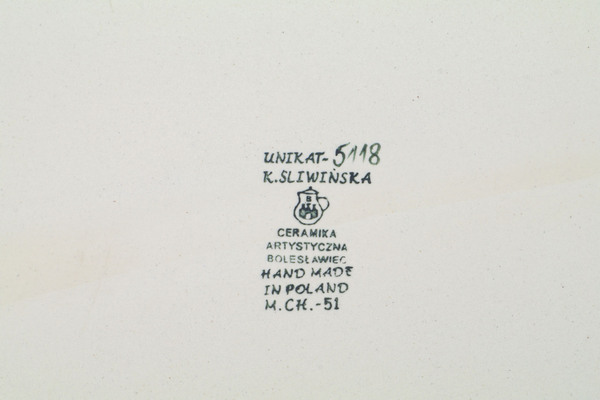 UNIKAT-5118
K.SLIWIŃSKA
B
CERAMIKA
ARTYSTYCZNA
BOLESŁAWIEC
HAND MADE
IN POLAND
M.CH.-51